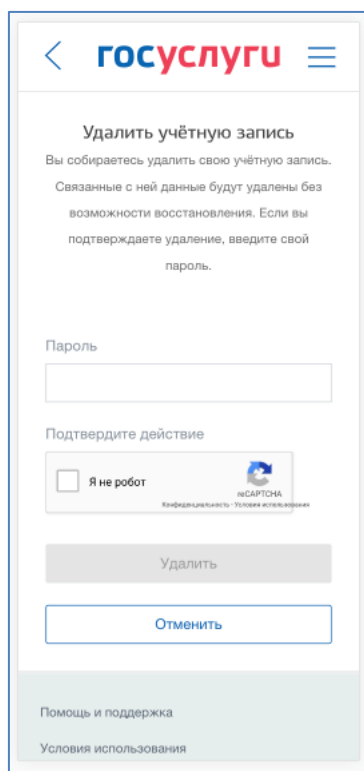 госуслуги
Удалить учётную запись
Вы собираетесь удалить свою учётную запись.
Связанные с ней данные будут удалены без
возможности восстановления. Если вы
подтверждаете удаление, введите свой
пароль.
Пароль
Подтвердите действие
Я не робот
reCAPTCHA
Конфиденциальность - Условия использования
Удалить
Отменить
Помощь и поддержка
Условия использования